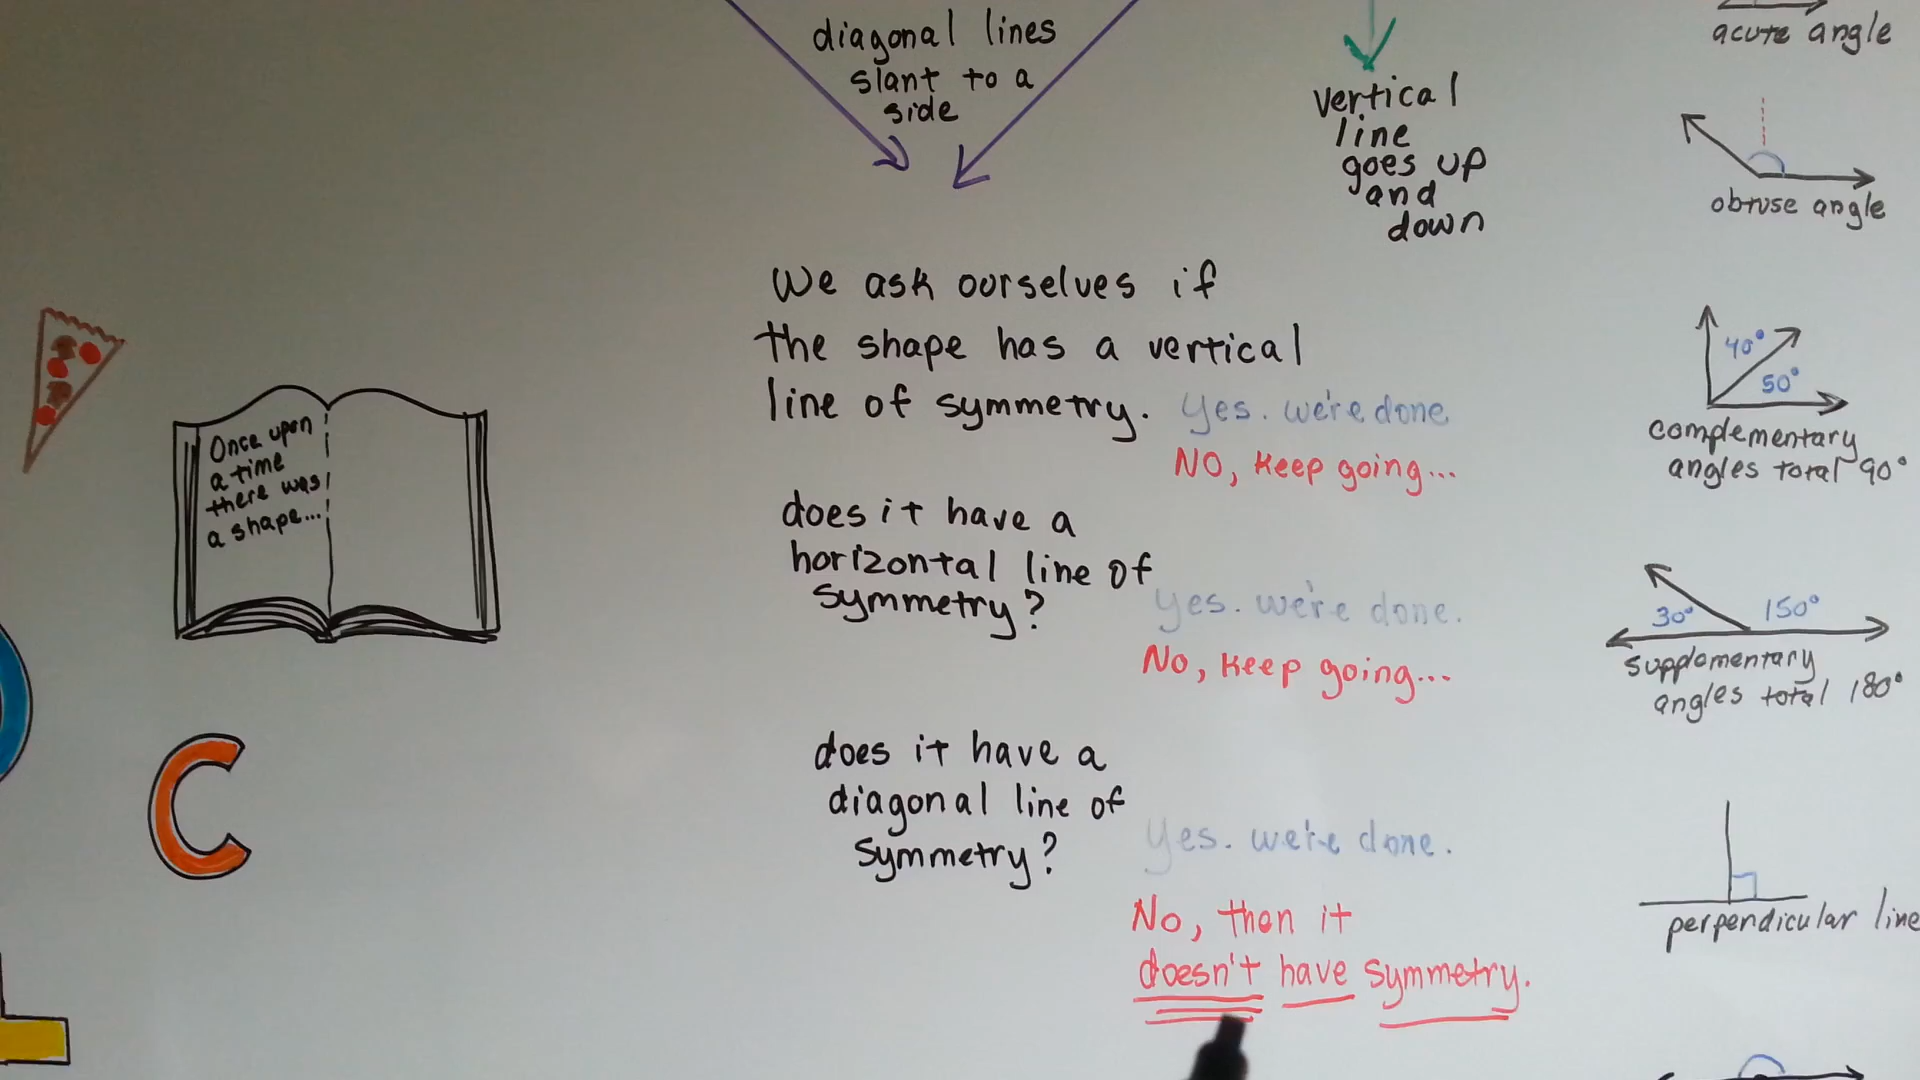 diagonal lines
slant to a
side
vertical
line
goes up
and
down
We ask ourselves if
the shape has a vertical
line of symmetry.
Yes. we're done
NO, keep going...
does it have a
horizontal line of
symmetry?
yes. we're done.
No, keep going...
does it have a
diagonal line of
symmetry?
Yes. we're done.
No, then it
doesn't have symmetry.
Once upon
a time
there was
a shape...
C
acute angle
obtuse angle
40°
50°
complementary
angles total 90°
30°
150°
supplementary
angles total 180°
perpendicular line